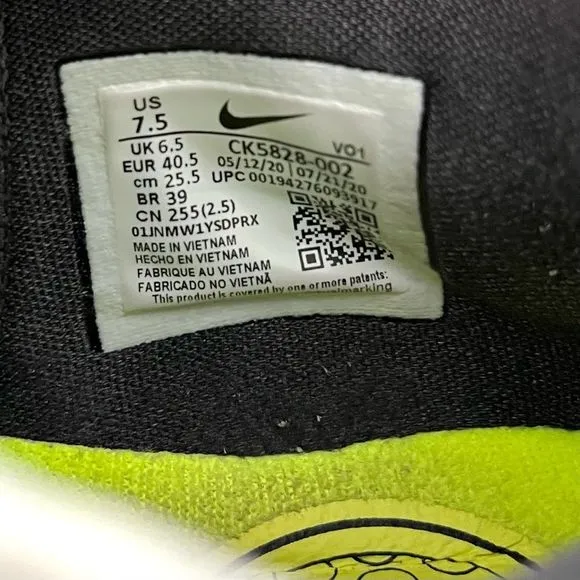 US
7.5
UK 6.5
EUR 40.5
cm 25.5
BR 39
CN 255(2.5)
01JNMW1YSDPRX
MADE IN VIETNAM
HECHO EN VIETNAM
FABRIQUE AU VIETNAM
FABRICADO NO VIETNÃ
CK5828-002 VO1
05/12/20 07/21/20
UPC 00194276093917
This product is covered by one or more patents: